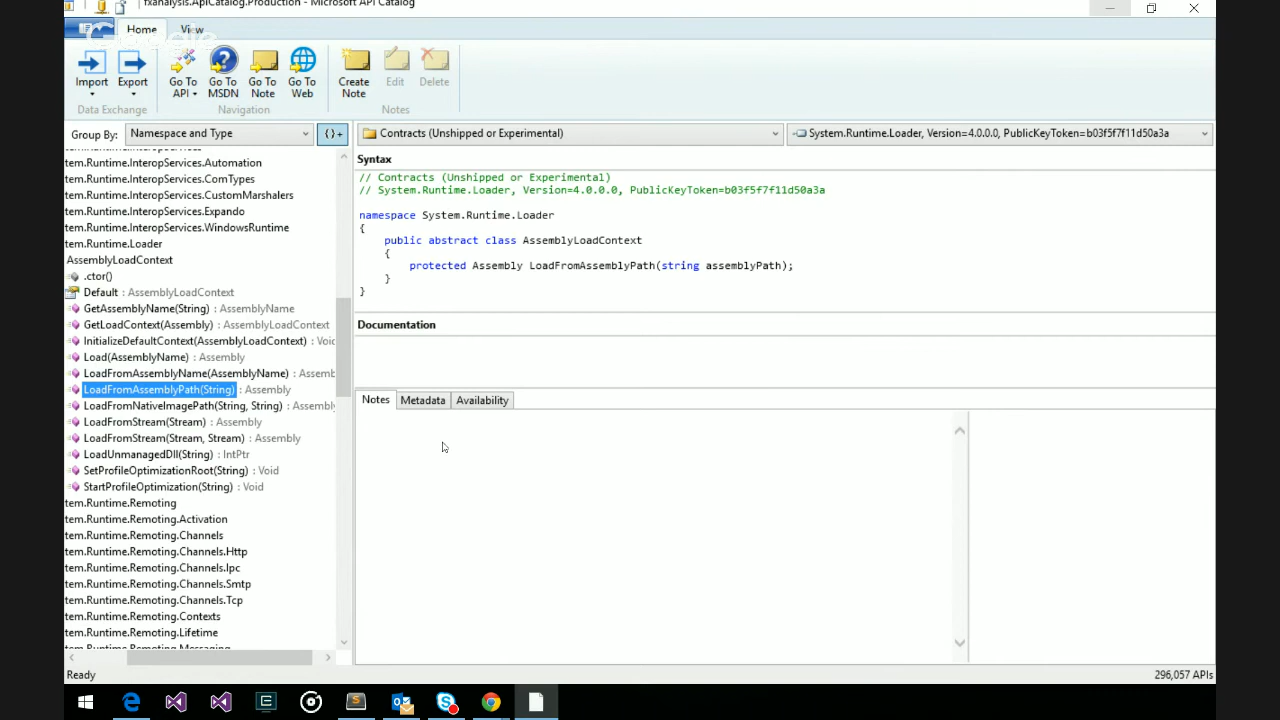 fxanalysis.ApiCatalog.Production - Microsoft API Catalog
Home View
Import Export Go To API Go To MSDN Go To Note Go To Web Create Note Edit Delete
Data Exchange Navigation Notes
Group By: Namespace and Type {}+ Contracts (Unshipped or Experimental) System.Runtime.Loader, Version=4.0.0.0, PublicKeyToken=b03f5f7f11d50a3a
tem.Runtime.InteropServices
tem.Runtime.InteropServices.Automation
tem.Runtime.InteropServices.ComTypes
tem.Runtime.InteropServices.CustomMarshalers
tem.Runtime.InteropServices.Expando
tem.Runtime.InteropServices.WindowsRuntime
tem.Runtime.Loader
AssemblyLoadContext
.ctor()
Default : AssemblyLoadContext
GetAssemblyName(String) : AssemblyName
GetLoadContext(Assembly) : AssemblyLoadContext
InitializeDefaultContext(AssemblyLoadContext) : Voic
Load(AssemblyName) : Assembly
LoadFromAssemblyName(AssemblyName) : Assemb
LoadFromAssemblyPath(String) : Assembly
LoadFromNativeImagePath(String, String) : Assembly
LoadFromStream(Stream) : Assembly
LoadFromStream(Stream, Stream) : Assembly
LoadUnmanagedDll(String) : IntPtr
SetProfileOptimizationRoot(String) : Void
StartProfileOptimization(String) : Void
tem.Runtime.Remoting
tem.Runtime.Remoting.Activation
tem.Runtime.Remoting.Channels
tem.Runtime.Remoting.Channels.Http
tem.Runtime.Remoting.Channels.Ipc
tem.Runtime.Remoting.Channels.Smtp
tem.Runtime.Remoting.Channels.Tcp
tem.Runtime.Remoting.Contexts
tem.Runtime.Remoting.Lifetime
tem.Runtime.Remoting.Messaging
Syntax
// Contracts (Unshipped or Experimental)
// System.Runtime.Loader, Version=4.0.0.0, PublicKeyToken=b03f5f7f11d50a3a
namespace System.Runtime.Loader
{
public abstract class AssemblyLoadContext
{
protected Assembly LoadFromAssemblyPath(string assemblyPath);
}
}
Documentation
Notes Metadata Availability
Ready 296,057 APIs